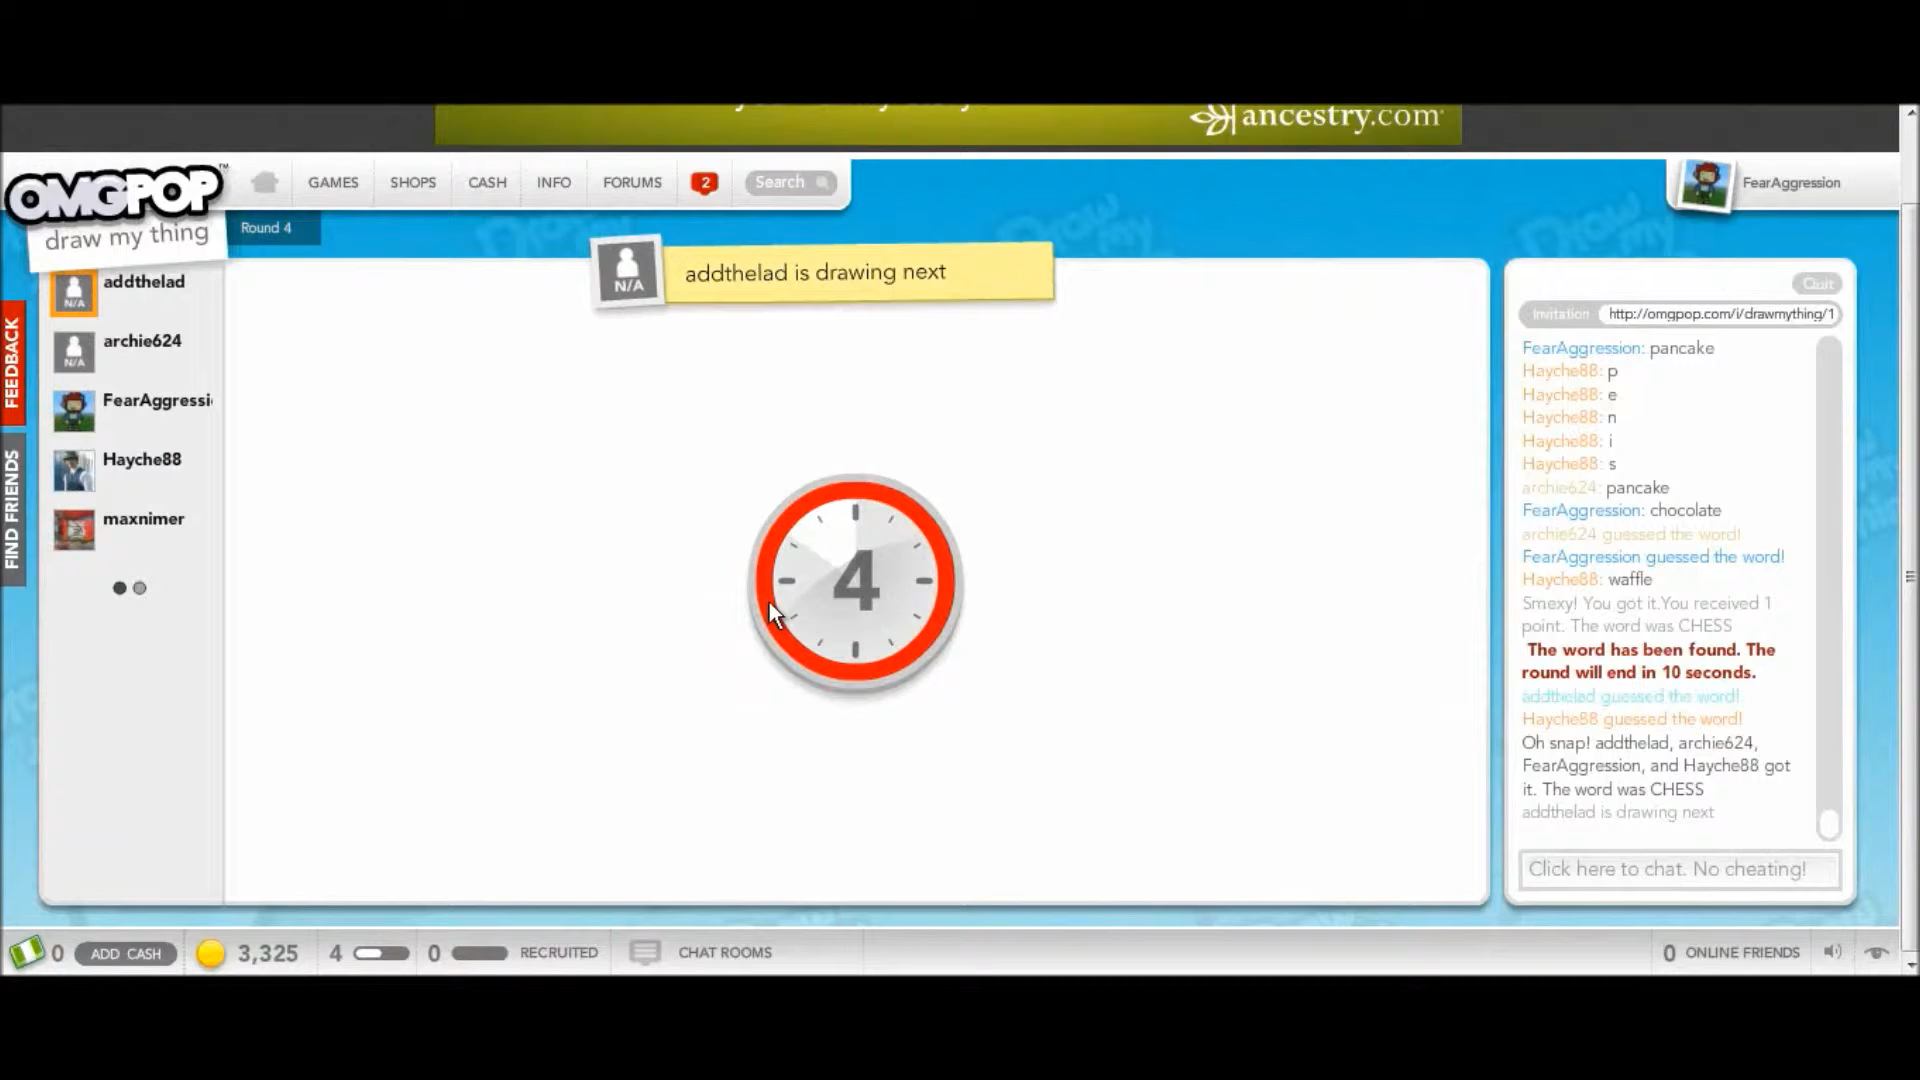 ancestry.com
OMGPOP™
draw my thing
GAMES
SHOPS
CASH
INFO
FORUMS
2
Search
FearAggression
Round 4
addthelad is drawing next
N/A
N/A
addthelad
N/A
archie624
FearAggressi
Hayche88
maxnimer
FEEDBACK
FIND FRIENDS
4
Quit
Invitation http://omgpop.com/i/drawmything/1
FearAggression: pancake
Hayche88: p
Hayche88: e
Hayche88: n
Hayche88: i
Hayche88: s
archie624: pancake
FearAggression: chocolate
archie624 guessed the word!
FearAggression guessed the word!
Hayche88: waffle
Smexy! You got it.You received 1
point. The word was CHESS
The word has been found. The
round will end in 10 seconds.
addthelad guessed the word!
Hayche88 guessed the word!
Oh snap! addthelad, archie624,
FearAggression, and Hayche88 got
it. The word was CHESS
addthelad is drawing next
Click here to chat. No cheating!
0 ADD CASH
3,325
4
0 RECRUITED
CHAT ROOMS
0 ONLINE FRIENDS